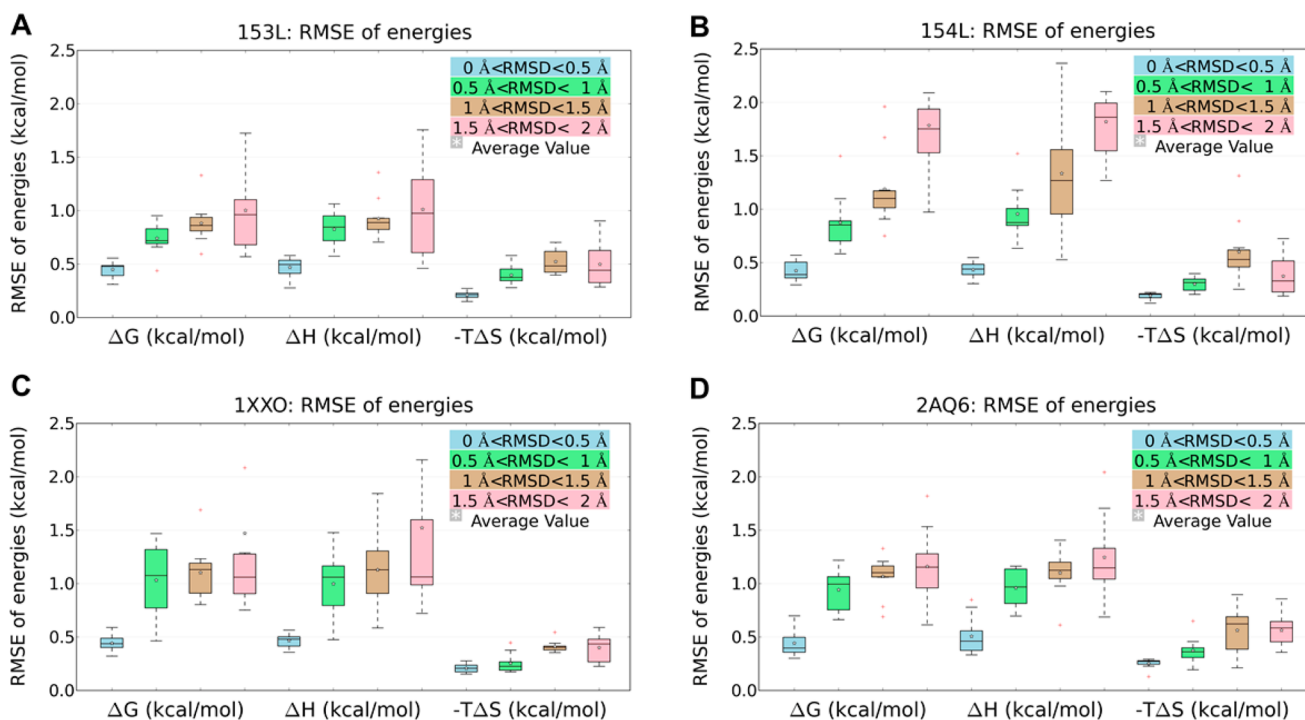 A
153L: RMSE of energies
RMSE of energies (kcal/mol)
2.5
2.0
1.5
1.0
0.5
0.0
0 Å<RMSD<0.5 Å
0.5 Å<RMSD< 1 Å
1 Å<RMSD<1.5 Å
1.5 Å<RMSD< 2 Å
Average Value
ΔG (kcal/mol)
ΔH (kcal/mol)
-TΔS (kcal/mol)
B
154L: RMSE of energies
RMSE of energies (kcal/mol)
2.5
2.0
1.5
1.0
0.5
0.0
0 Å<RMSD<0.5 Å
0.5 Å<RMSD< 1 Å
1 Å<RMSD<1.5 Å
1.5 Å<RMSD< 2 Å
Average Value
ΔG (kcal/mol)
ΔH (kcal/mol)
-TΔS (kcal/mol)
C
1XXO: RMSE of energies
RMSE of energies (kcal/mol)
2.5
2.0
1.5
1.0
0.5
0.0
0 Å<RMSD<0.5 Å
0.5 Å<RMSD< 1 Å
1 Å<RMSD<1.5 Å
1.5 Å<RMSD< 2 Å
Average Value
ΔG (kcal/mol)
ΔH (kcal/mol)
-TΔS (kcal/mol)
D
2AQ6: RMSE of energies
RMSE of energies (kcal/mol)
2.5
2.0
1.5
1.0
0.5
0.0
0 Å<RMSD<0.5 Å
0.5 Å<RMSD< 1 Å
1 Å<RMSD<1.5 Å
1.5 Å<RMSD< 2 Å
Average Value
ΔG (kcal/mol)
ΔH (kcal/mol)
-TΔS (kcal/mol)